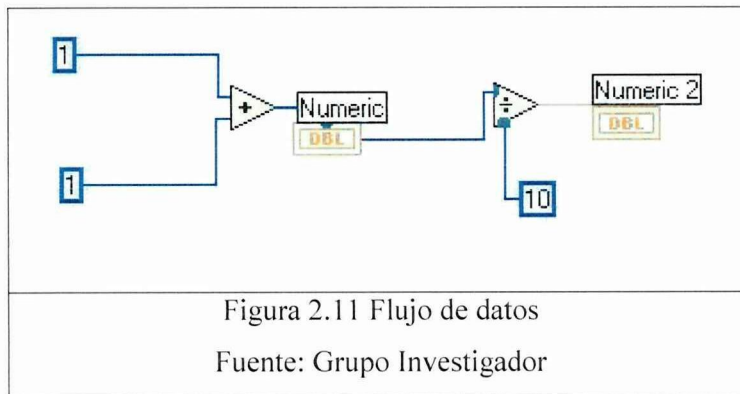 1
+
Numeric
DBL
1
÷
Numeric 2
DBL
10
Figura 2.11 Flujo de datos
Fuente: Grupo Investigador